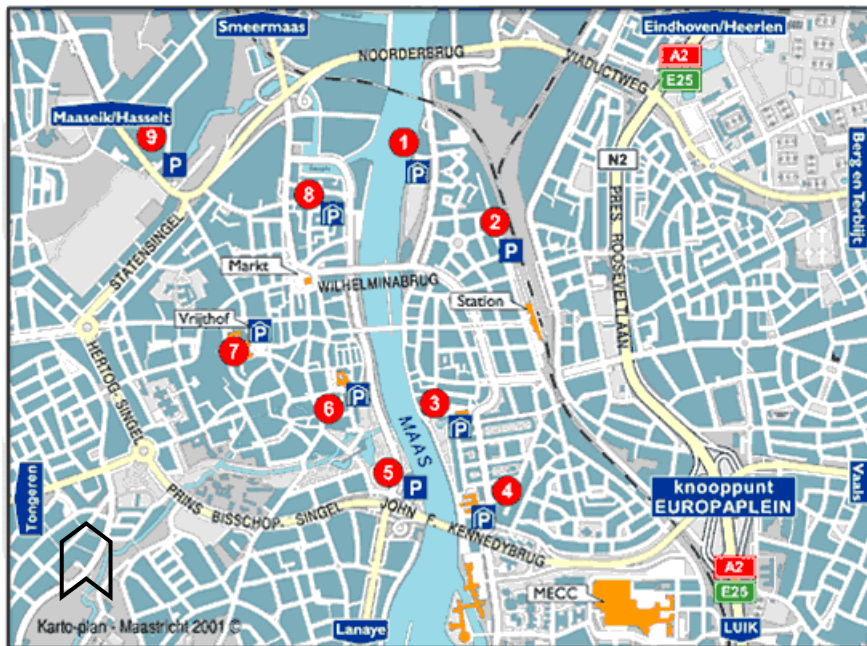 Smeermaas
Eindhoven/Heerlen
NOORDERBRUG
VIADUCTWEG
A2
E25
Maaseik/Hasselt
9
P
1
P
N2
Berg en Terblijt
8
P
2
P
STATENSINGEL
PRES ROOSEVELTLAAN
Markt
WILHELMINABRUG
Station
Vrijthof
P
7
HERTOG-SINGEL
6
P
3
P
MAAS
5
P
4
P
Tongeren
PRINS BISSCHOP SINGEL
JOHN F. KENNEDYBRUG
knooppunt
EUROPAPLEIN
Vaals
A2
E26
MECC
Karto-plan - Maastricht 2001 ©
Lanaye
LUIK